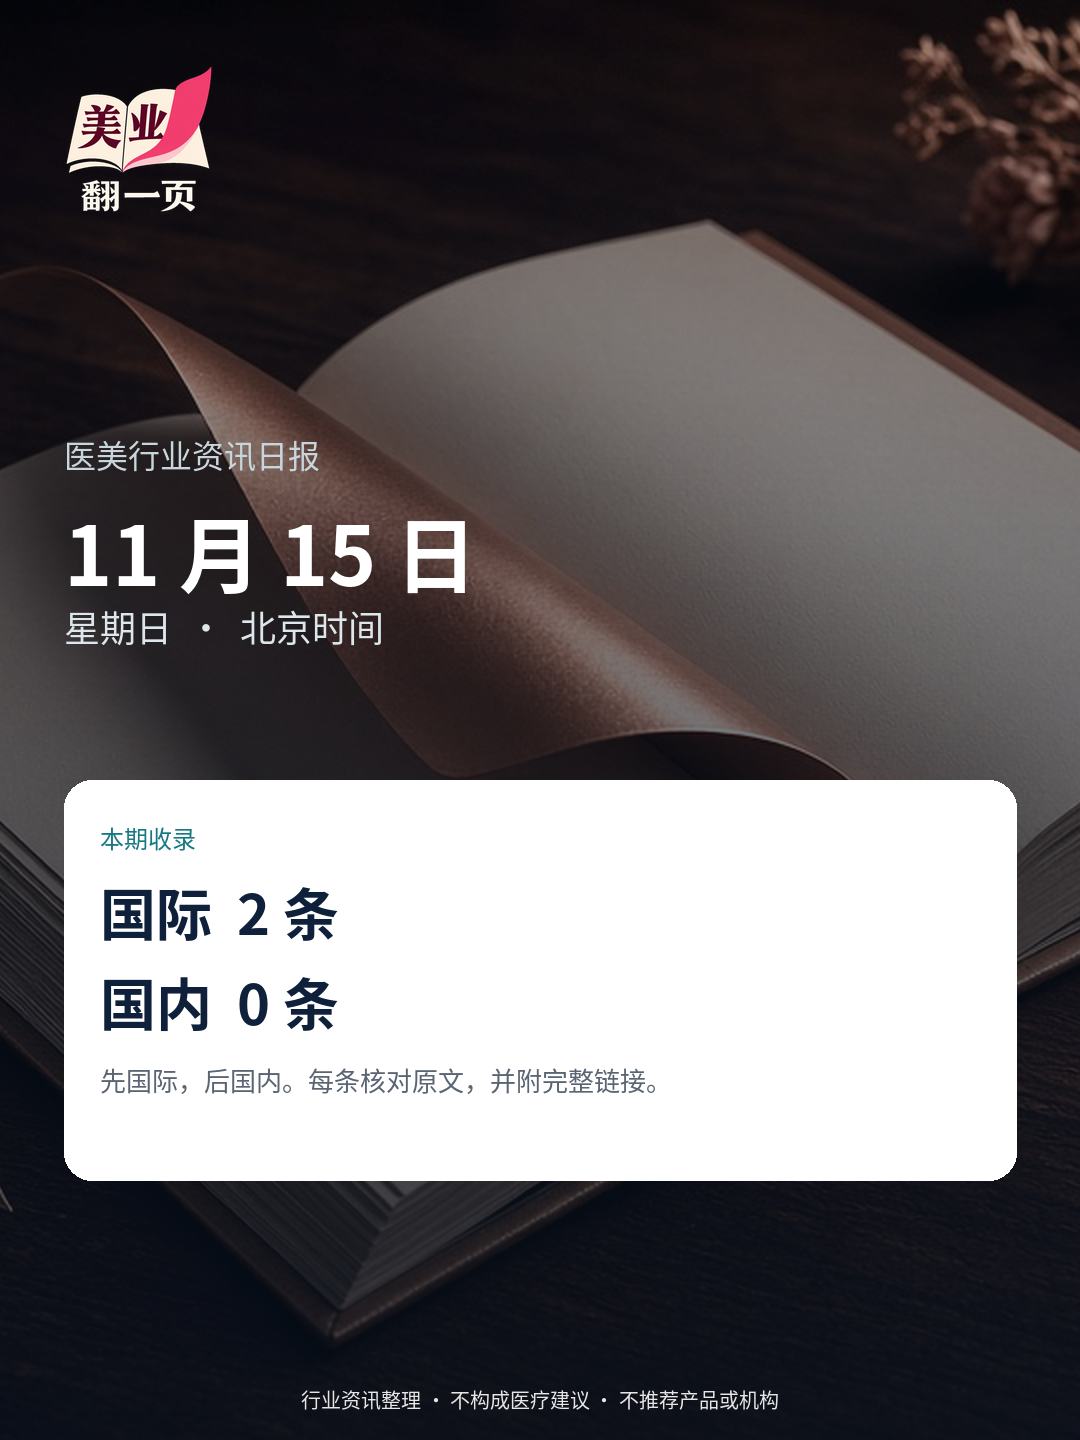 美业
翻一页
医美行业资讯日报
11 月 15 日
星期日 · 北京时间
本期收录
国际 2 条
国内 0 条
先国际，后国内。每条核对原文，并附完整链接。
行业资讯整理 · 不构成医疗建议 · 不推荐产品或机构